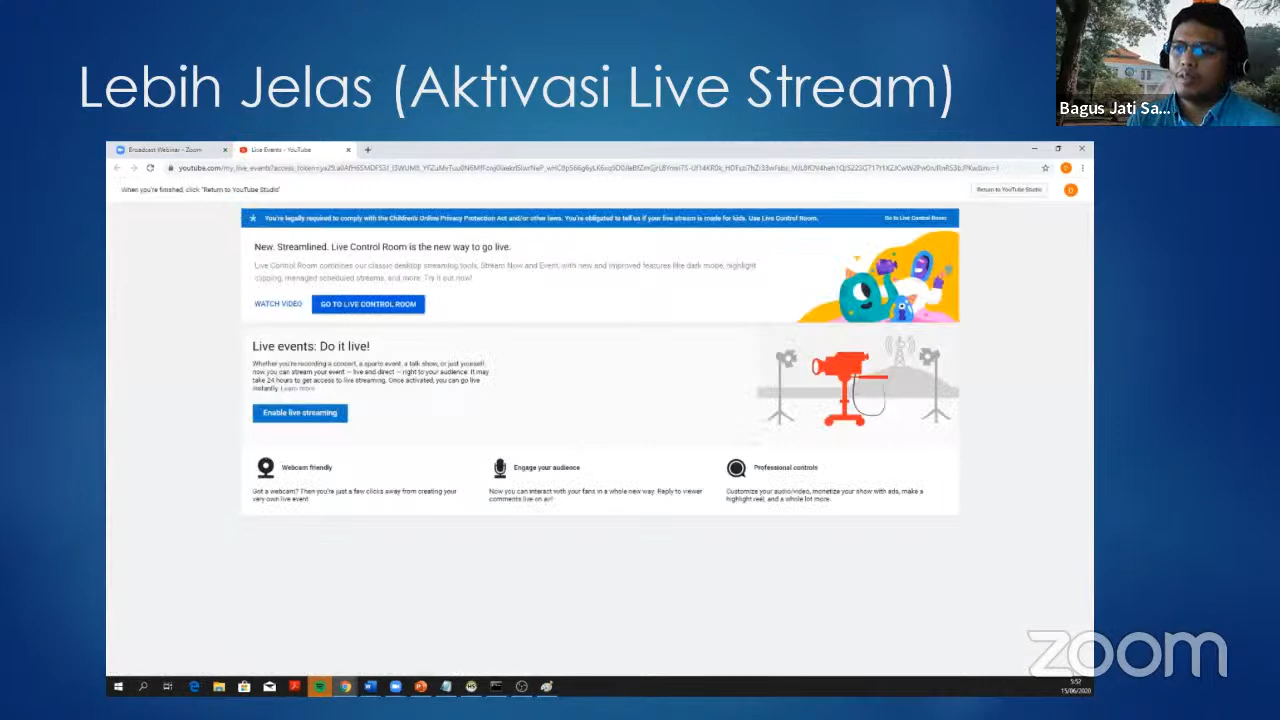 Lebih Jelas (Aktivasi Live Stream)
Bagus Jati Sa...
Broadcast Webinar - Zoom
Live Events - YouTube
When you're finished, click "Return to YouTube Studio"
Return to YouTube Studio
You're legally required to comply with the Children's Online Privacy Protection Act and/or other laws. You're obligated to tell us if your live stream is made for kids. Use Live Control Room.
Go to Live Control Room
New. Streamlined. Live Control Room is the new way to go live.
Live Control Room combines our classic desktop streaming tools, Stream Now and Event, with new and improved features like dark mode, highlight
clipping, managed scheduled streams, and more. Try it out now!
WATCH VIDEO
GO TO LIVE CONTROL ROOM
Live events: Do it live!
Whether you're recording a concert, a sports event, a talk show, or just yourself
now you can stream your event — live and direct — right to your audience. It may
take 24 hours to get access to live streaming. Once activated, you can go live
instantly. Learn more
Enable live streaming
Webcam friendly
Got a webcam? Then you're just a few clicks away from creating your
very own live event
Engage your audience
Now you can interact with your fans in a whole new way. Reply to viewer
comments live on air!
Professional controls
Customize your audio/video, monetize your show with ads, make a
highlight reel, and a whole lot more.
zoom
5:52
15/06/2020